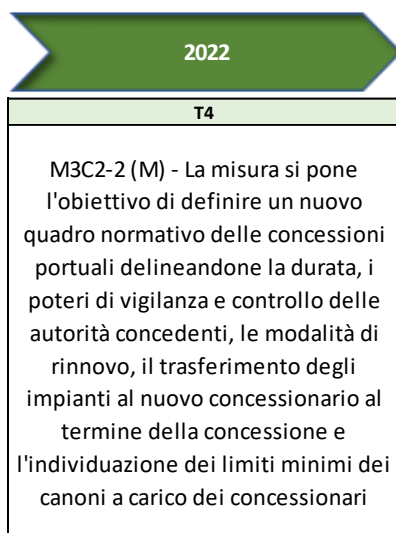 2022
T4
M3C2-2 (M) - La misura si pone
l'obiettivo di definire un nuovo
quadro normativo delle concessioni
portuali delineandone la durata, i
poteri di vigilanza e controllo delle
autorità concedenti, le modalità di
rinnovo, il trasferimento degli
impianti al nuovo concessionario al
termine della concessione e
l'individuazione dei limiti minimi dei
canoni a carico dei concessionari